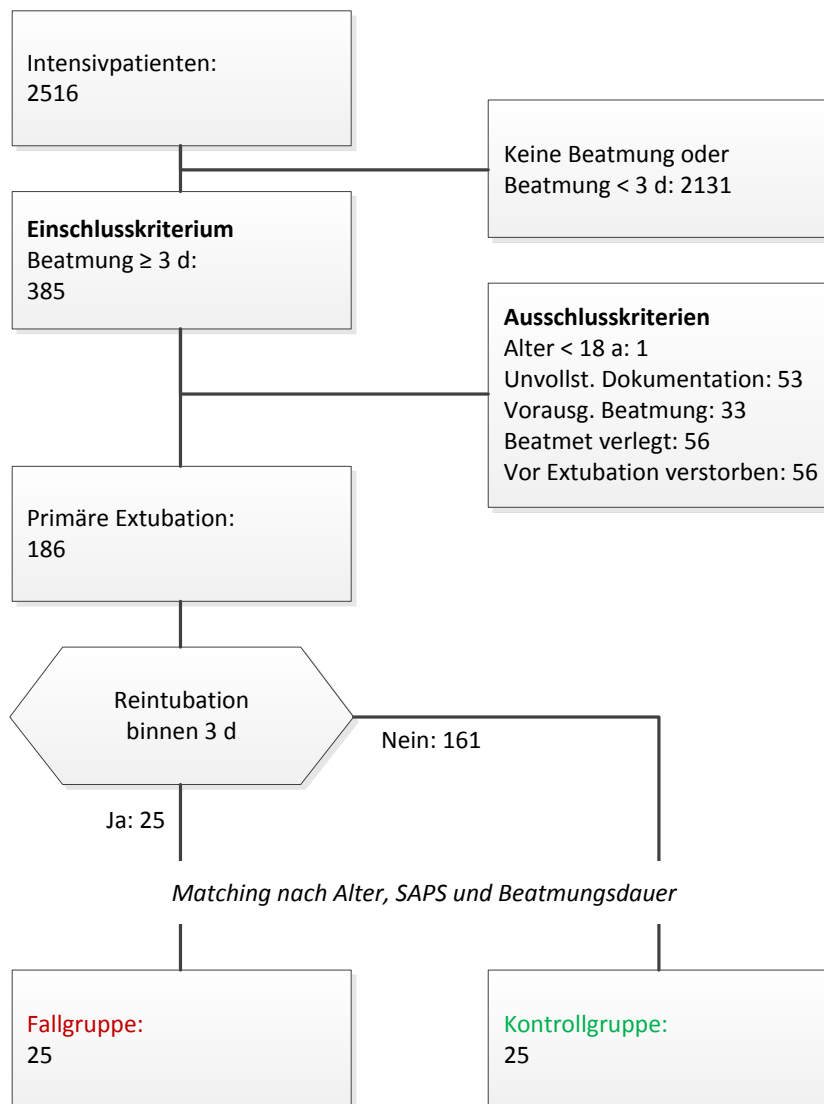 Intensivpatienten:
2516
Keine Beatmung oder
Beatmung < 3 d: 2131
Einschlusskriterium
Beatmung ≥ 3 d:
385
Ausschlusskriterien
Alter < 18 a: 1
Unvollst. Dokumentation: 53
Vorausg. Beatmung: 33
Beatmet verlegt: 56
Vor Extubation verstorben: 56
Primäre Extubation:
186
Reintubation
binnen 3 d
Nein: 161
Ja: 25
Matching nach Alter, SAPS und Beatmungsdauer
Fallgruppe:
25
Kontrollgruppe:
25